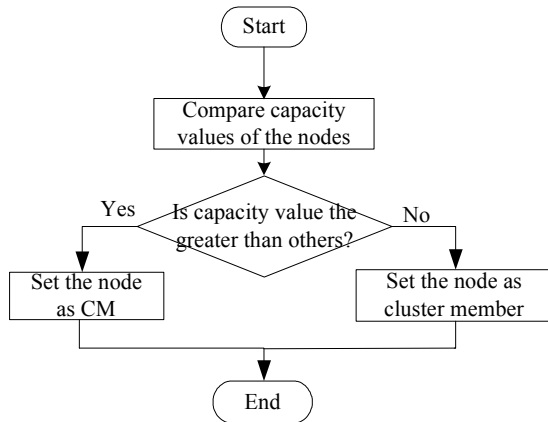 Start
Compare capacity
values of the nodes
Is capacity value the
greater than others?
Yes
No
Set the node
as CM
Set the node as
cluster member
End